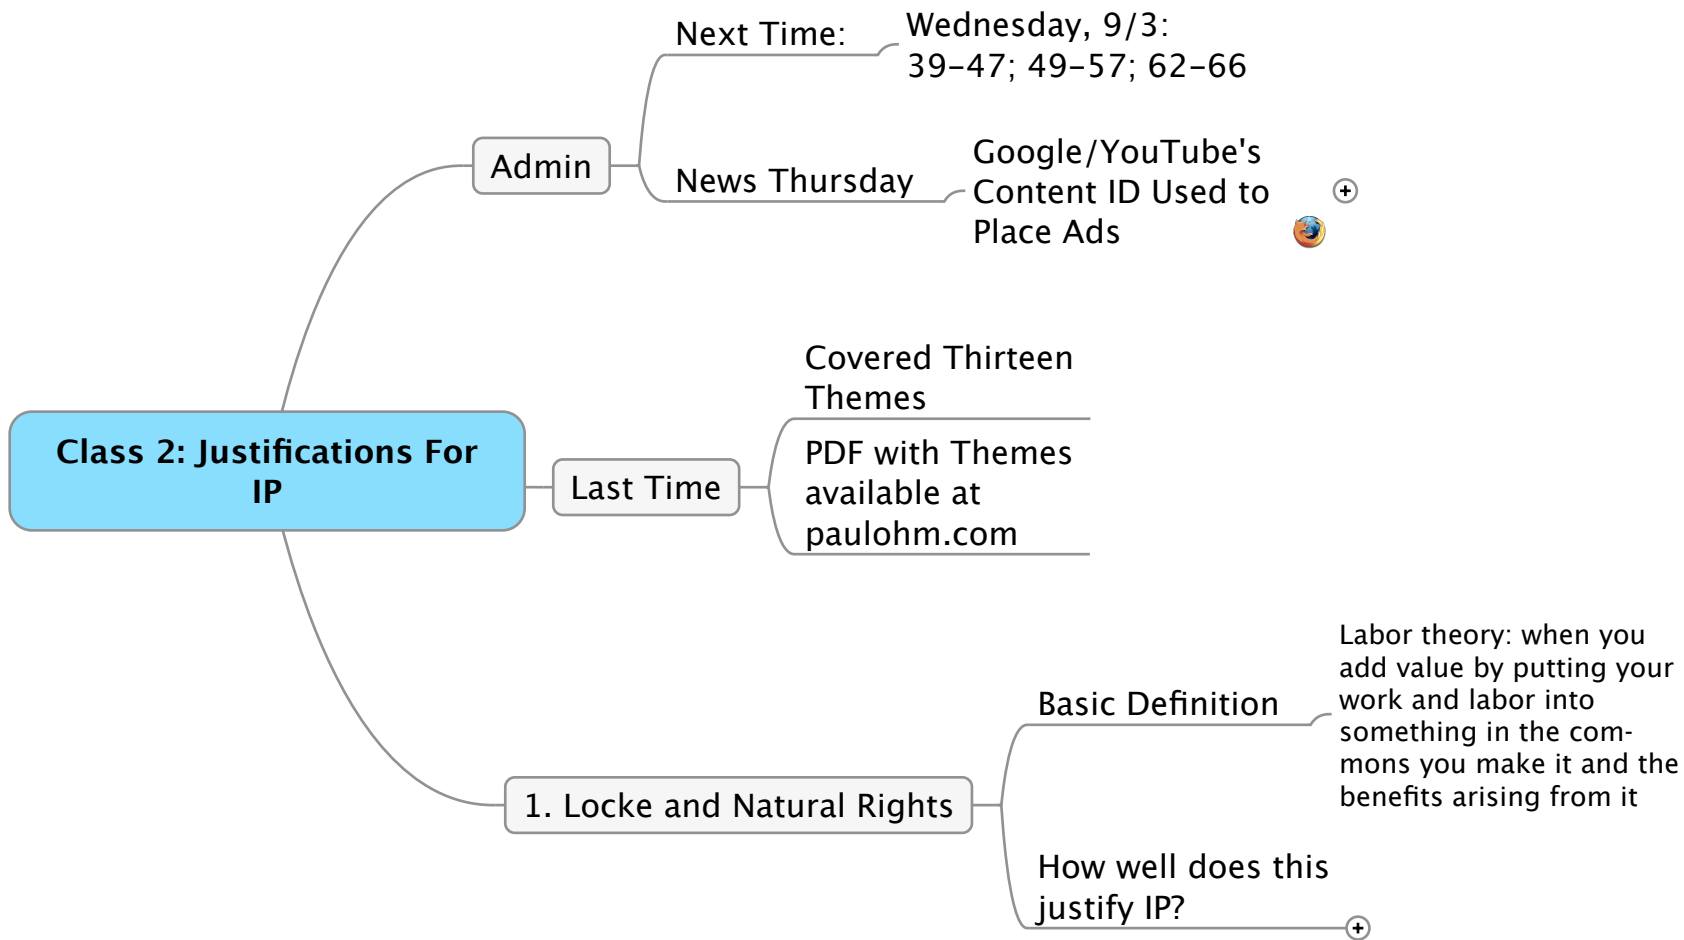 Next Time:
Wednesday, 9/3:
39–47; 49–57; 62–66
Admin
News Thursday
Google/YouTube's
Content ID Used to
Place Ads
Class 2: Justifications For
IP
Last Time
Covered Thirteen
Themes
PDF with Themes
available at
paulohm.com
1. Locke and Natural Rights
Basic Definition
Labor theory: when you
add value by putting your
work and labor into
something in the com-
mons you make it and the
benefits arising from it
How well does this
justify IP?